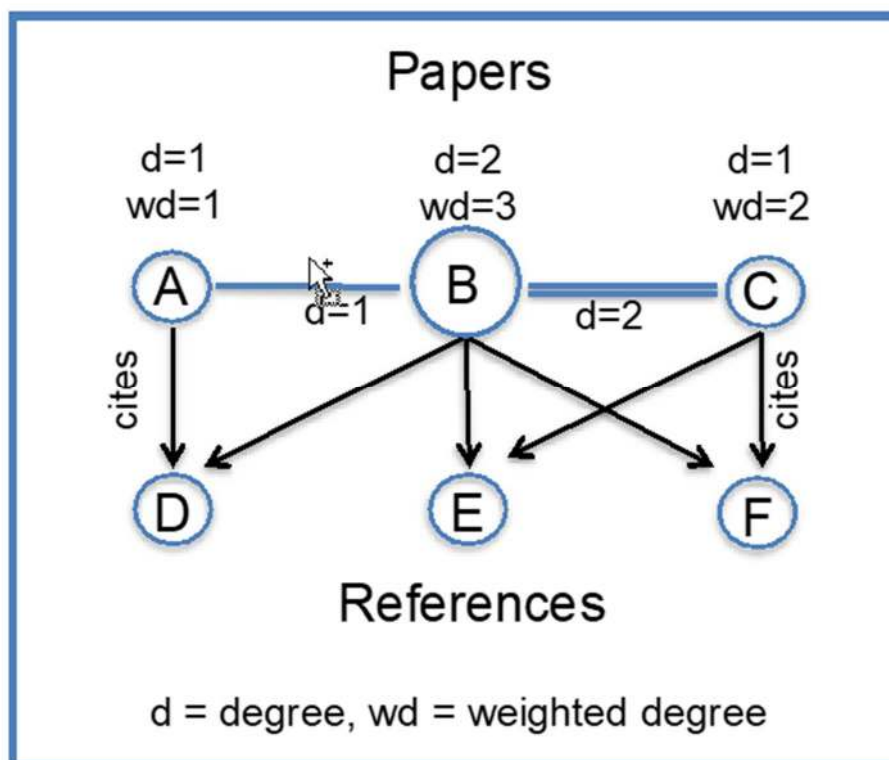 Papers
d=1
wd=1
d=2
wd=3
d=1
wd=2
A
B
C
d=1
d=2
cites
cites
D
E
F
References
d = degree, wd = weighted degree